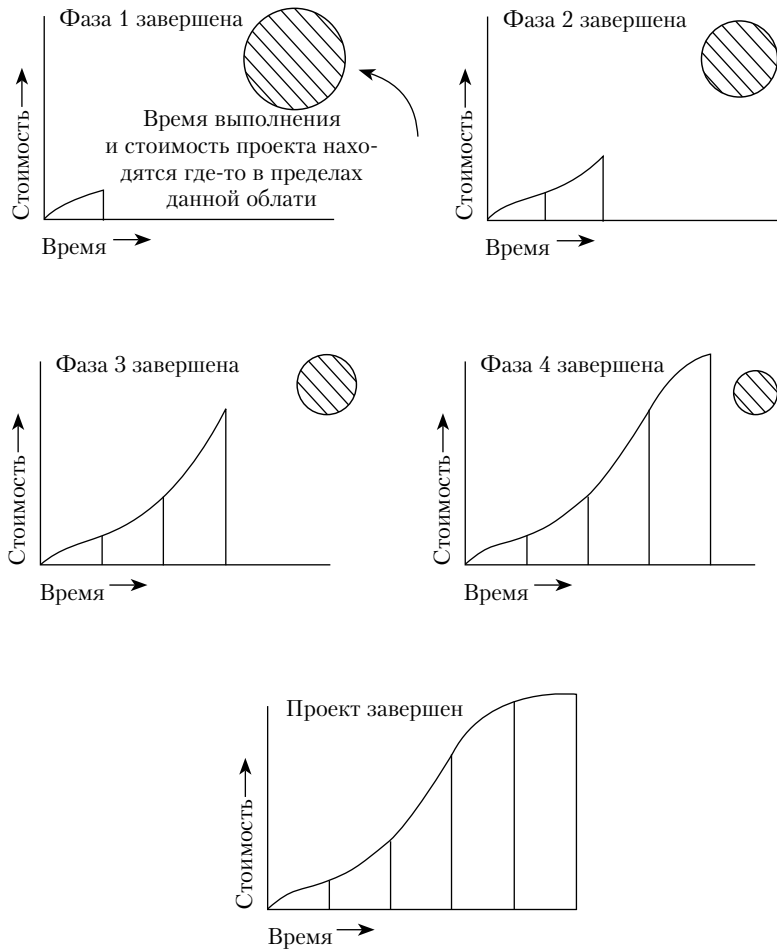 Фаза 1 завершена
Стоимость
Время выполнения
и стоимость проекта нахо-
дятся где-то в пределах
данной облати
Время
Фаза 2 завершена
Стоимость
Время
Фаза 3 завершена
Стоимость
Время
Фаза 4 завершена
Стоимость
Время
Проект завершен
Стоимость
Время